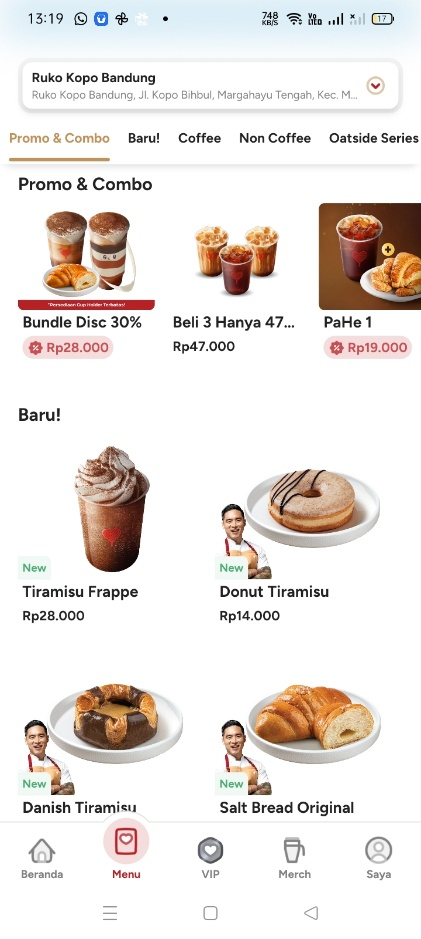 13:19
748 KB/S
Vo LTE
17
Ruko Kopo Bandung
Ruko Kopo Bandung, Jl. Kopo Bihbul, Margahayu Tengah, Kec. M...
Promo & Combo Baru! Coffee Non Coffee Oatside Series
Promo & Combo
*Persediaan Cup Holder Terbatas!
Bundle Disc 30% Beli 3 Hanya 47... PaHe 1
Rp28.000 Rp47.000 Rp19.000
Baru!
New New
Tiramisu Frappe Donut Tiramisu
Rp28.000 Rp14.000
New New
Danish Tiramisu Salt Bread Original
Beranda Menu VIP Merch Saya